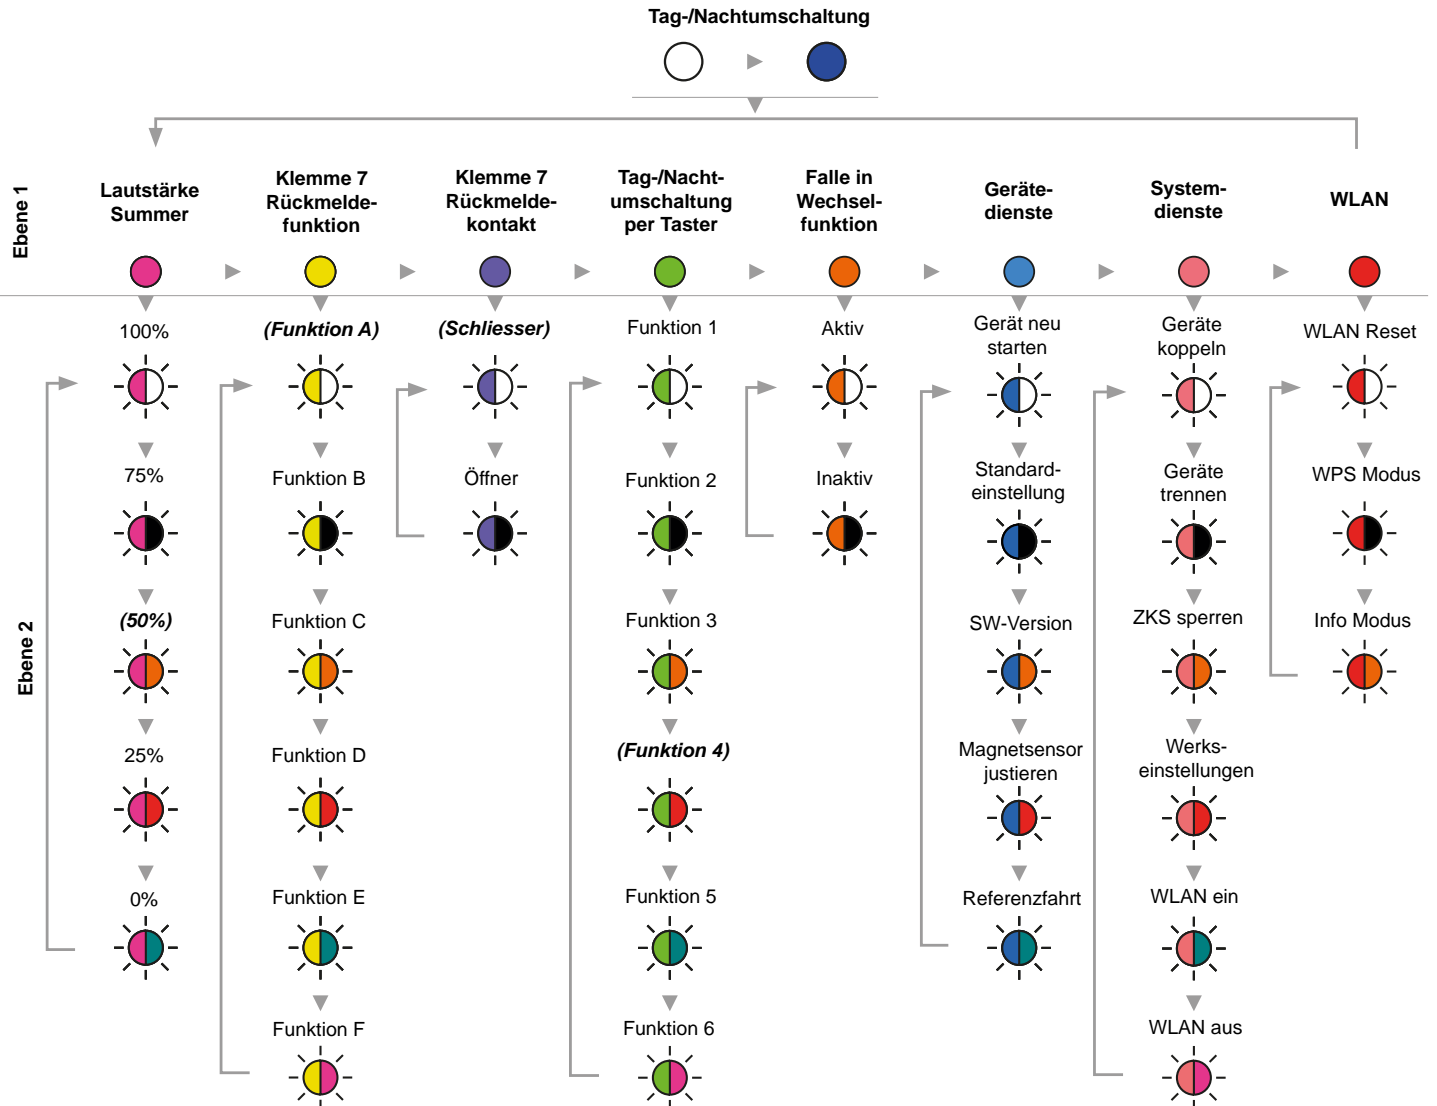 Tag-/Nachtumschaltung
Ebene 1
Lautstärke
Summer
Klemme 7
Rückmelde-
funktion
Klemme 7
Rückmelde-
kontakt
Tag-/Nacht-
umschaltung
per Taster
Falle in
Wechsel-
funktion
Geräte-
dienste
System-
dienste
WLAN
Ebene 2
100%
75%
(50%)
25%
0%
(Funktion A)
Funktion B
Funktion C
Funktion D
Funktion E
Funktion F
(Schliesser)
Öffner
Funktion 1
Funktion 2
Funktion 3
(Funktion 4)
Funktion 5
Funktion 6
Aktiv
Inaktiv
Gerät neu
starten
Standard-
einstellung
SW-Version
Magnetsensor
justieren
Referenzfahrt
Geräte
koppeln
Geräte
trennen
ZKS sperren
Werks-
einstellungen
WLAN ein
WLAN aus
WLAN Reset
WPS Modus
Info Modus